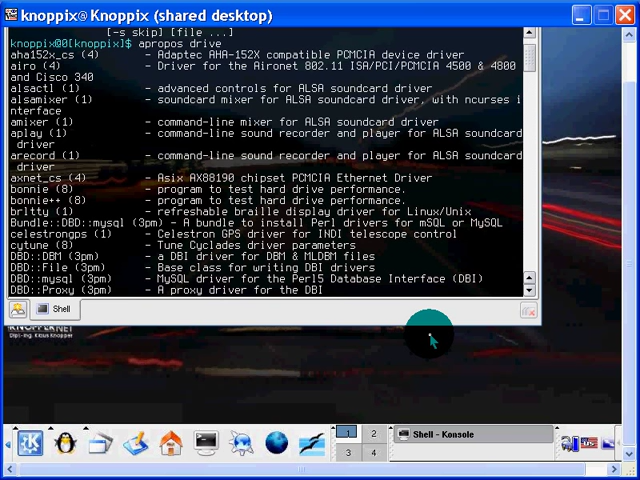 knoppix@ Knoppix (shared desktop)
[-s skip] [file ...]
knoppix@0[knoppix]$ apropos drive
aha152x_cs (4) - Adaptec AHA-152X compatible PCMCIA device driver
airo (4) - Driver for the Aironet 802.11 ISA/PCI/PCMCIA 4500 & 4800
and Cisco 340
alsactl (1) - advanced controls for ALSA soundcard driver
alsamixer (1) - soundcard mixer for ALSA soundcard driver, with ncurses i
nterface
amixer (1) - command-line mixer for ALSA soundcard driver
aplay (1) - command-line sound recorder and player for ALSA soundcard
driver
arecord (1) - command-line sound recorder and player for ALSA soundcard
driver
axnet_cs (4) - Asix AX88190 chipset PCMCIA Ethernet Driver
bonnie (8) - program to test hard drive performance.
bonnie++ (8) - program to test hard drive performance.
brltty (1) - refreshable braille display driver for Linux/Unix
Bundle::DBD::mysql (3pm) - A bundle to install Perl drivers for mSQL or MySQL
celestrongps (1) - Celestron GPS driver for INDI telescope control
cytune (8) - Tune Cyclades driver parameters
DBD::DBM (3pm) - a DBI driver for DBM & MLDBM files
DBD::File (3pm) - Base class for writing DBI drivers
DBD::mysql (3pm) - MySQL driver for the Perl5 Database Interface (DBI)
DBD::Proxy (3pm) - A proxy driver for the DBI
Shell
KNOPPER.NET
Dipl.-Ing. Klaus Knopper
1 2
Shell - Konsole
us
3 4